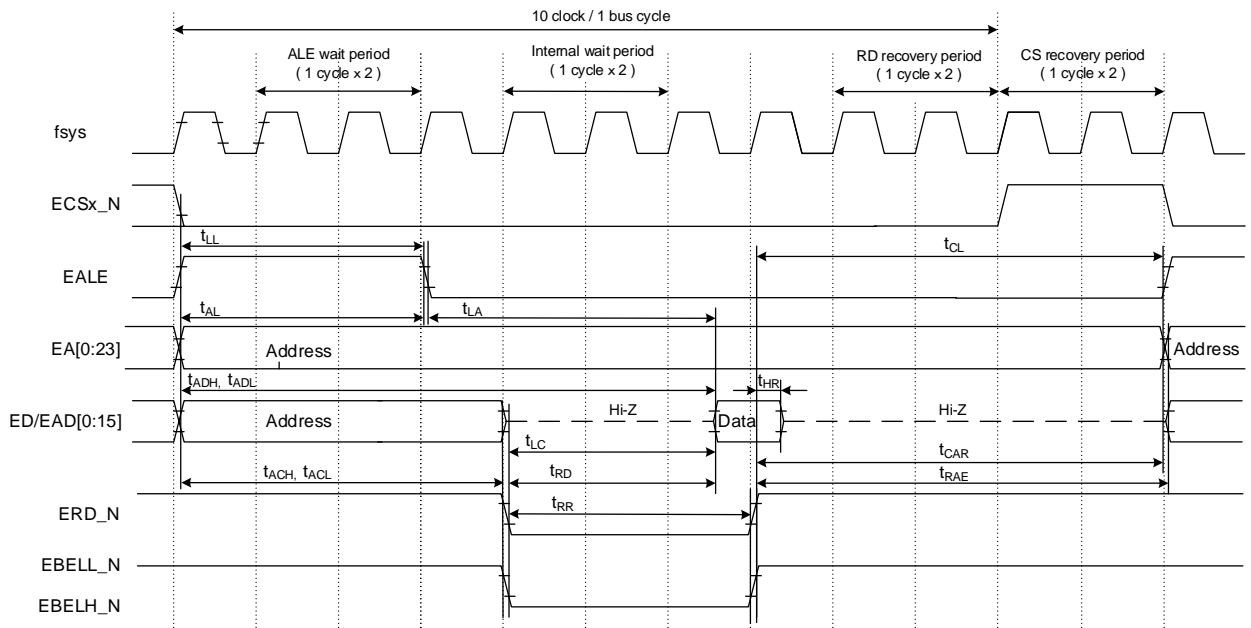 10 clock / 1 bus cycle
ALE wait period
( 1 cycle x 2 )
Internal wait period
( 1 cycle x 2 )
RD recovery period
( 1 cycle x 2 )
CS recovery period
( 1 cycle x 2 )
fsys
ECSx_N
tLL
tCL
EALE
tAL
tLA
EA[0:23]
Address
Address
tADH, tADL
tHR
ED/EAD[0:15]
Address
Hi-Z
Data
Hi-Z
tLC
tCAR
tACH, tACL
tRD
tRAE
tRR
ERD_N
EBELL_N
EBELH_N